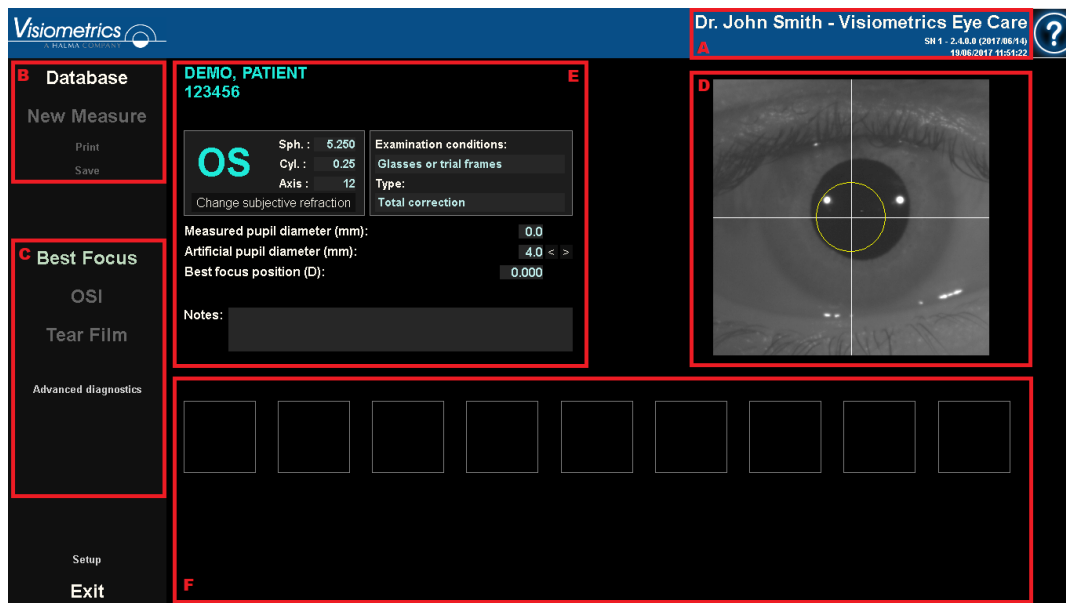 Visiometrics
A HALMA COMPANY
Dr. John Smith - Visiometrics Eye Care
SN 1 - 2.4.0.0 (2017/06/14)
19/06/2017 11:51:22
?
A
B
Database
New Measure
Print
Save
C
Best Focus
OSI
Tear Film
Advanced diagnostics
Setup
Exit
E
DEMO, PATIENT
123456
OS
Sph. : 5.250
Cyl. : 0.25
Axis : 12
Change subjective refraction
Examination conditions:
Glasses or trial frames
Type:
Total correction
Measured pupil diameter (mm): 0.0
Artificial pupil diameter (mm): 4.0 < >
Best focus position (D): 0.000
Notes:
D
F